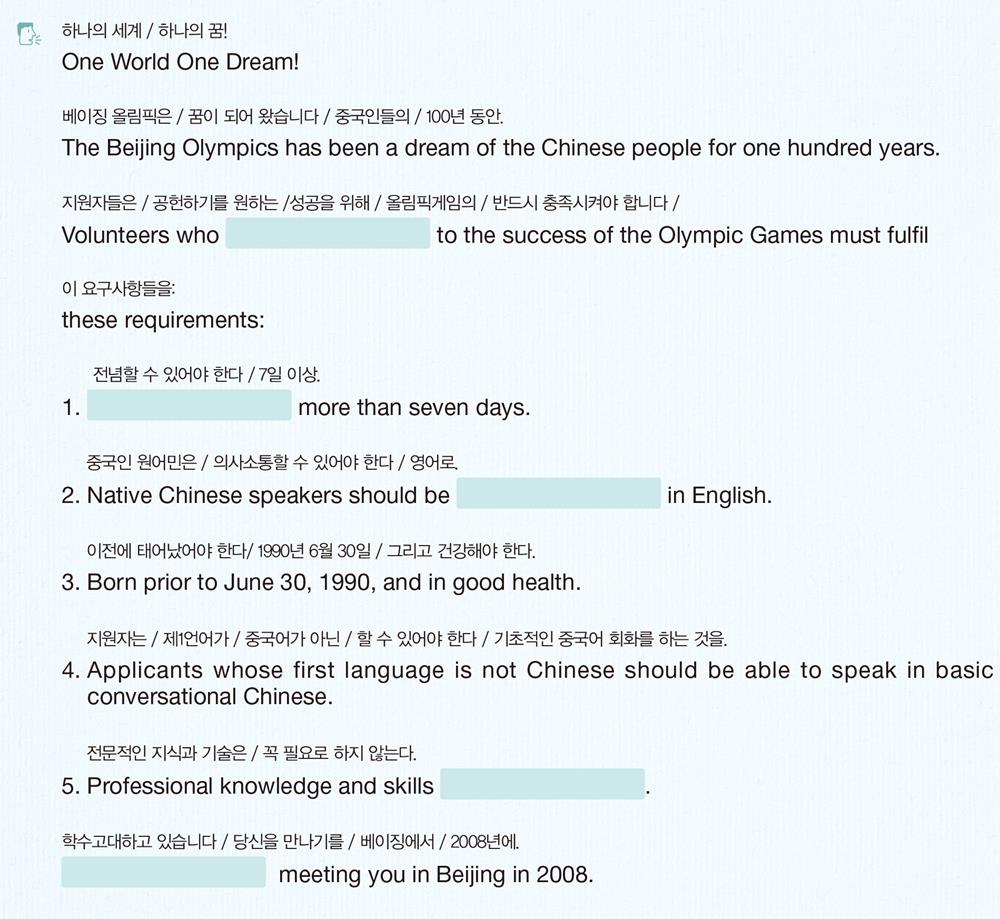 하나의 세계 / 하나의 꿈!
One World One Dream!
베이징 올림픽은 / 꿈이 되어 왔습니다 / 중국인들의 / 100년 동안.
The Beijing Olympics has been a dream of the Chinese people for one hundred years.
지원자들은 / 공헌하기를 원하는 /성공을 위해 / 올림픽게임의 / 반드시 충족시켜야 합니다 /
Volunteers who to the success of the Olympic Games must fulfil
이 요구사항들을:
these requirements:
전념할 수 있어야 한다 / 7일 이상.
1. more than seven days.
중국인 원어민은 / 의사소통할 수 있어야 한다 / 영어로.
2. Native Chinese speakers should be in English.
이전에 태어났어야 한다/ 1990년 6월 30일 / 그리고 건강해야 한다.
3. Born prior to June 30, 1990, and in good health.
지원자는 / 제1언어가 / 중국어가 아닌 / 할 수 있어야 한다 / 기초적인 중국어 회화를 하는 것을.
4. Applicants whose first language is not Chinese should be able to speak in basic
conversational Chinese.
전문적인 지식과 기술은 / 꼭 필요로 하지 않는다.
5. Professional knowledge and skills .
학수고대하고 있습니다 / 당신을 만나기를 / 베이징에서 / 2008년에.
meeting you in Beijing in 2008.